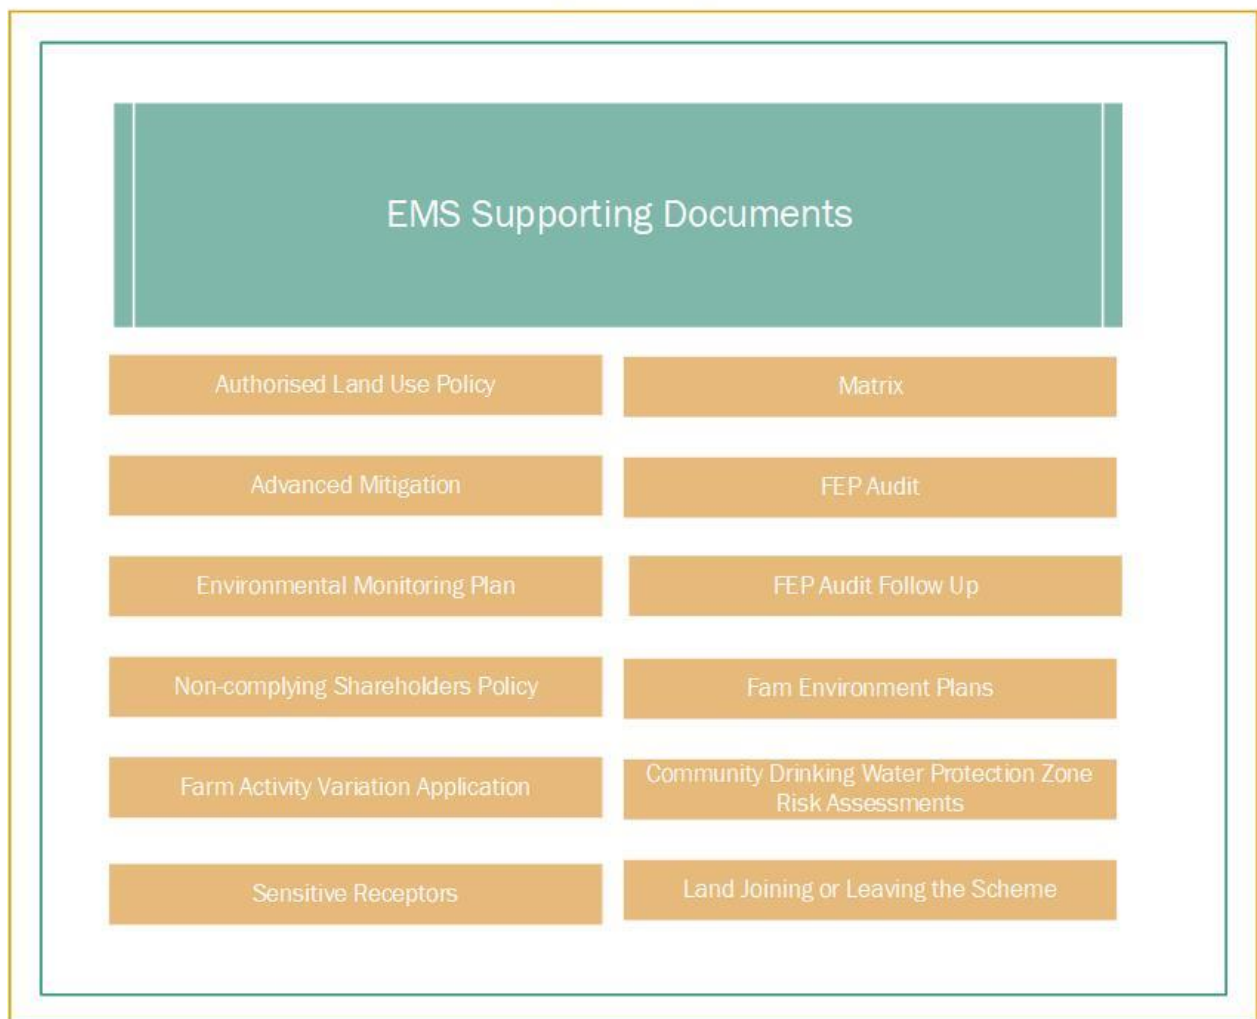 EMS Supporting Documents
Authorised Land Use Policy
Matrix
Advanced Mitigation
FEP Audit
Environmental Monitoring Plan
FEP Audit Follow Up
Non-complying Shareholders Policy
Fam Environment Plans
Farm Activity Variation Application
Community Drinking Water Protection Zone
Risk Assessments
Sensitive Receptors
Land Joining or Leaving the Scheme